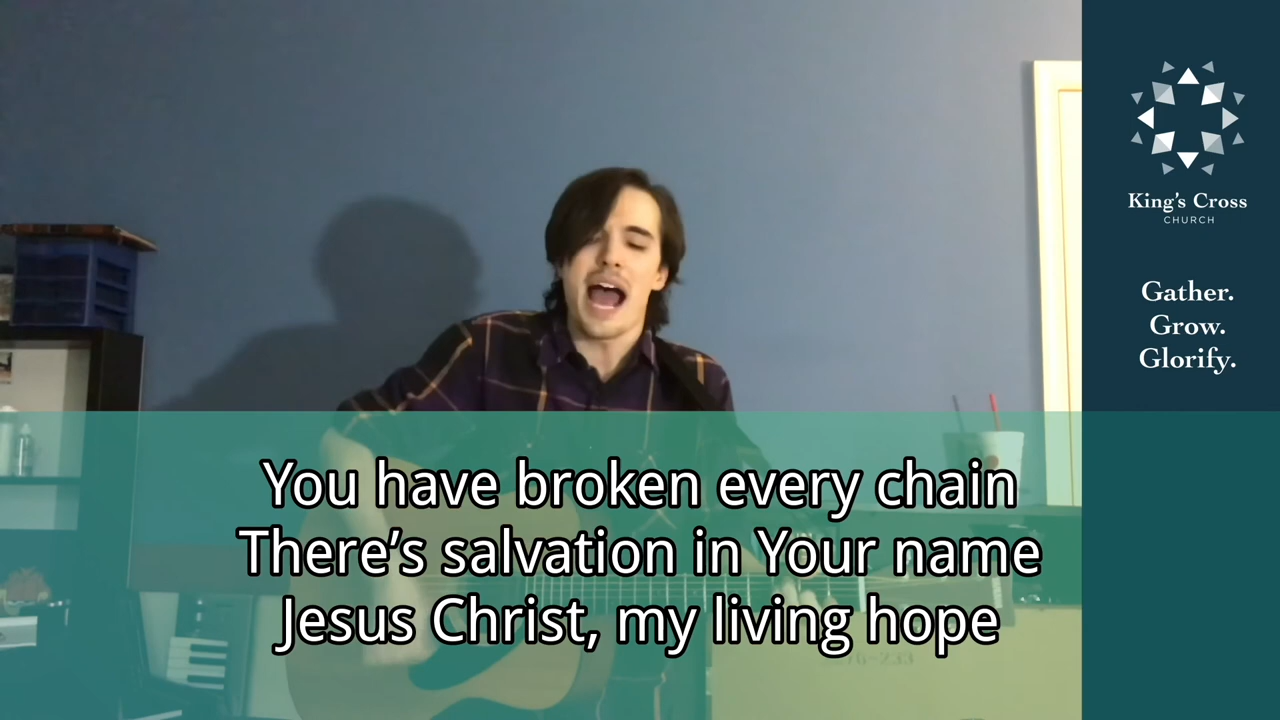 King's Cross
CHURCH
Gather.
Grow.
Glorify.
You have broken every chain
There’s salvation in Your name
Jesus Christ, my living hope